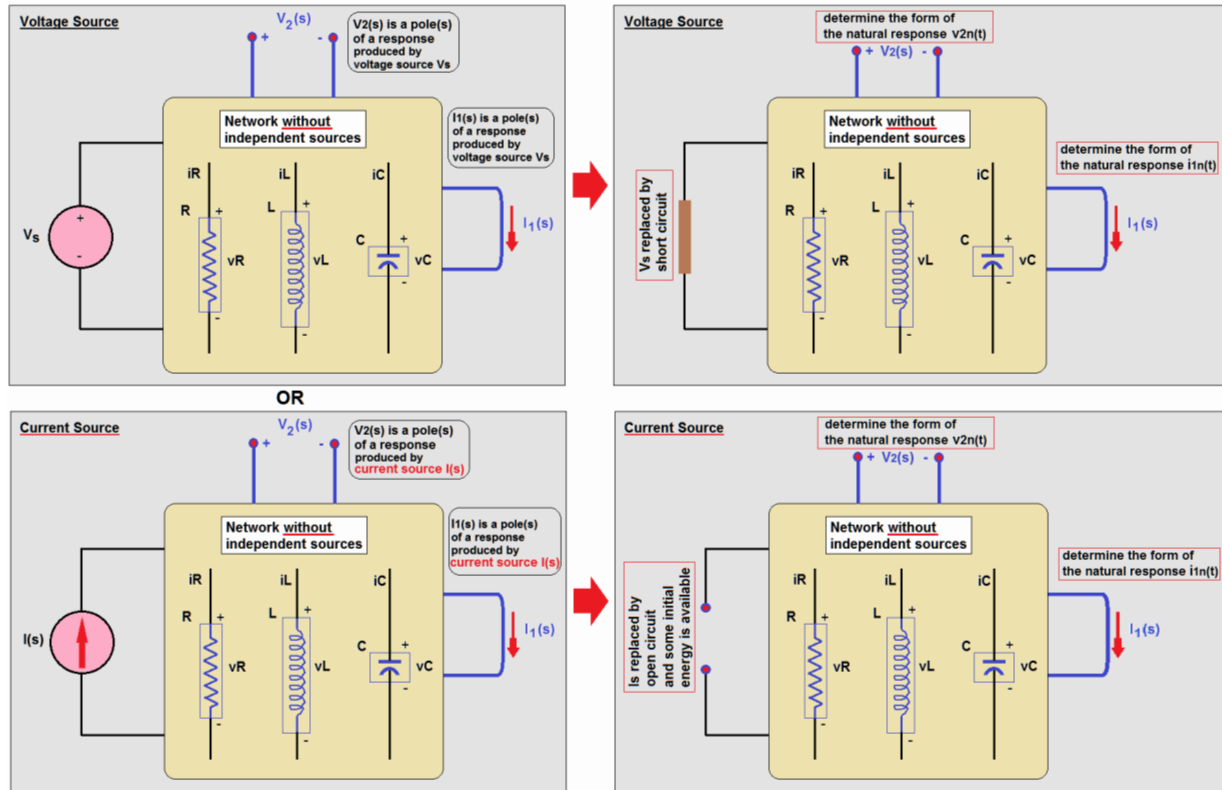 Voltage Source
V2(s)
+ -
V2(s) is a pole(s)
of a response
produced by
voltage source Vs
Network without
independent sources
I1(s) is a pole(s)
of a response
produced by
voltage source Vs
iR iL iC
R + L + C +
Vs + -
vR vL vC
- - -
I1(s)
Voltage Source
determine the form of
the natural response v2n(t)
+ V2(s) -
Network without
independent sources
determine the form of
the natural response i1n(t)
Vs replaced by
short circuit
iR iL iC
R + L + C +
vR vL vC
- - -
I1(s)
OR
Current Source
V2(s)
+ -
V2(s) is a pole(s)
of a response
produced by
current source I(s)
Network without
independent sources
I1(s) is a pole(s)
of a response
produced by
current source I(s)
iR iL iC
R + L + C +
I(s)
vR vL vC
- - -
I1(s)
Current Source
determine the form of
the natural response v2n(t)
+ V2(s) -
Network without
independent sources
determine the form of
the natural response i1n(t)
Is replaced by
open circuit
and some initial
energy is available
iR iL iC
R + L + C +
vR vL vC
- - -
I1(s)